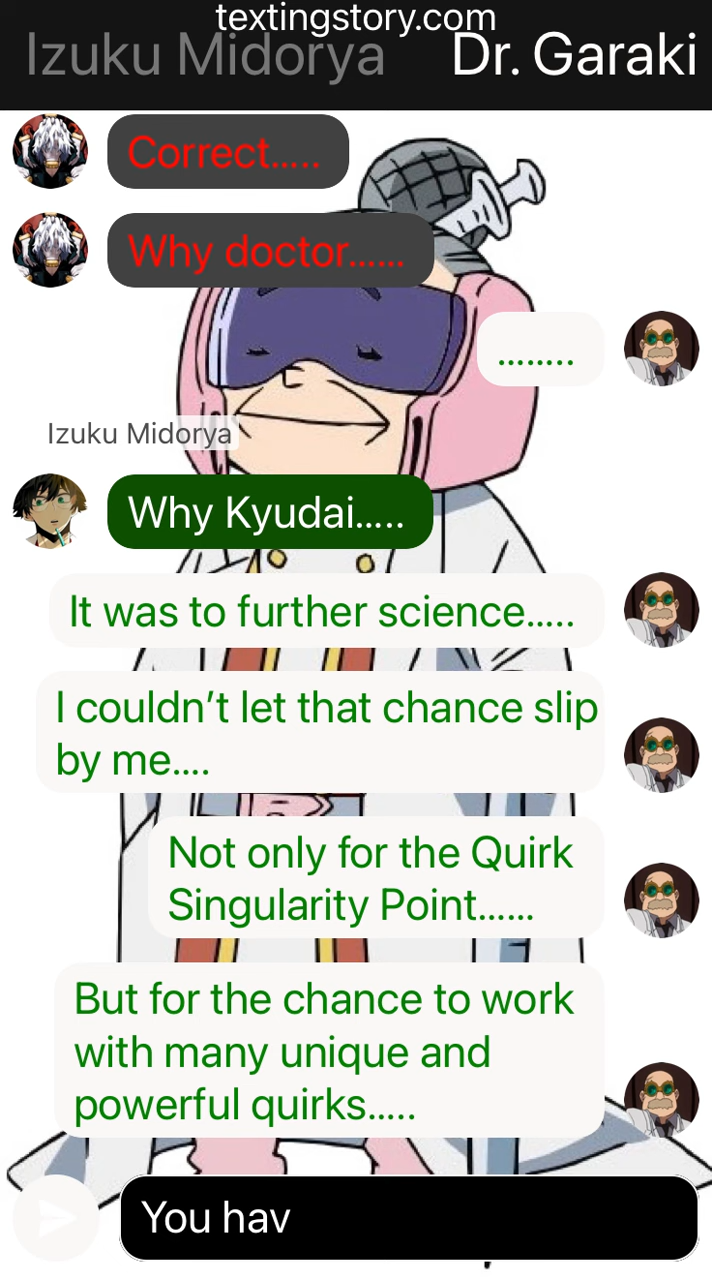 textingstory.com
Izuku Midorya Dr. Garaki
Correct.....
Why doctor......
........
Izuku Midorya
Why Kyudai.....
It was to further science.....
I couldn’t let that chance slip
by me....
Not only for the Quirk
Singularity Point......
But for the chance to work
with many unique and
powerful quirks.....
You hav